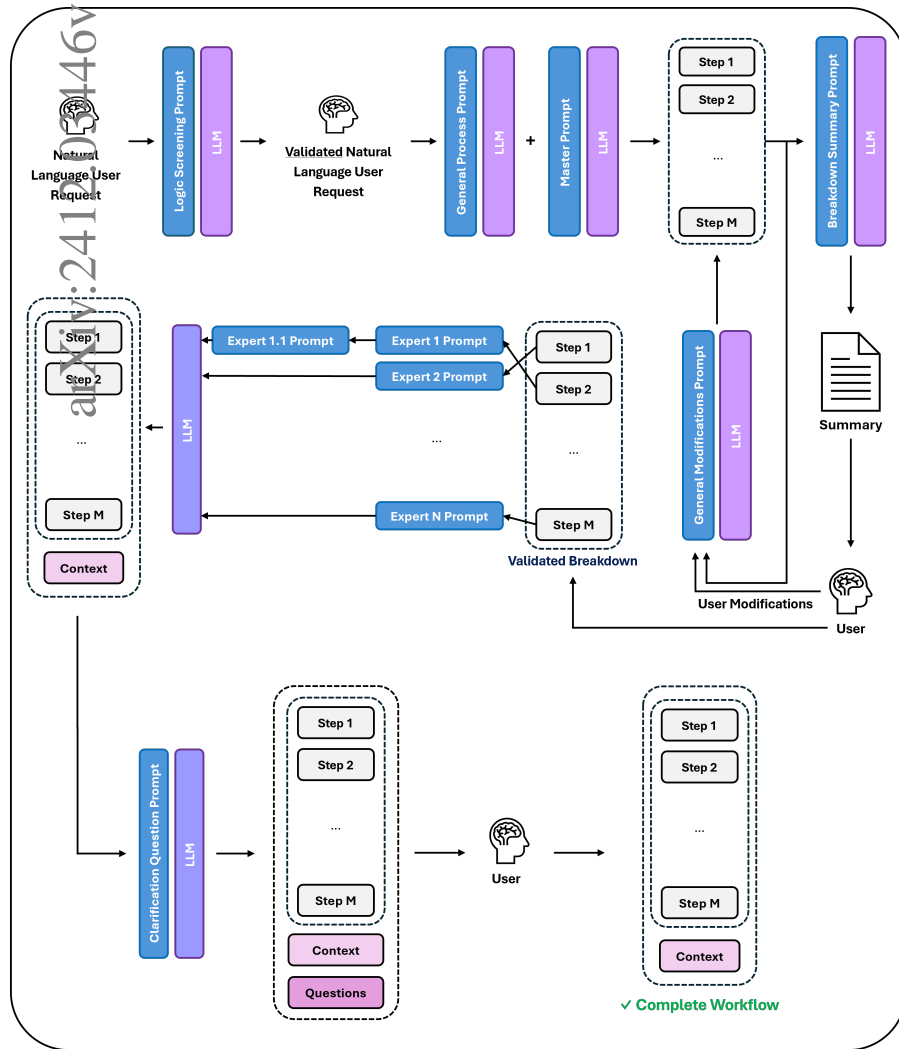 arXiv:2412.03446v
Natural
Language User
Request
Logic Screening Prompt
LLM
Validated Natural
Language User
Request
General Process Prompt
LLM
+
Master Prompt
LLM
Step 1
Step 2
...
Step M
Breakdown Summary Prompt
LLM
Summary
User
User Modifications
General Modifications Prompt
LLM
Step 1
Step 2
...
Step M
Validated Breakdown
Expert 1 Prompt
Expert 1.1 Prompt
Expert 2 Prompt
...
Expert N Prompt
LLM
Step 1
Step 2
...
Step M
Context
Clarification Question Prompt
LLM
Step 1
Step 2
...
Step M
Context
Questions
User
Step 1
Step 2
...
Step M
Context
✓ Complete Workflow